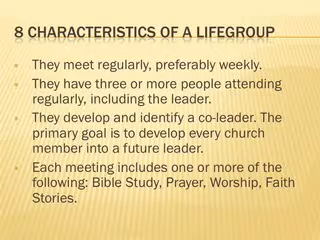 8 CHARACTERISTICS OF A LIFEGROUP
They meet regularly, preferably weekly.
They have three or more people attending
regularly, including the leader.
They develop and identify a co-leader. The
primary goal is to develop every church
member into a future leader.
Each meeting includes one or more of the
following: Bible Study, Prayer, Worship, Faith
Stories.